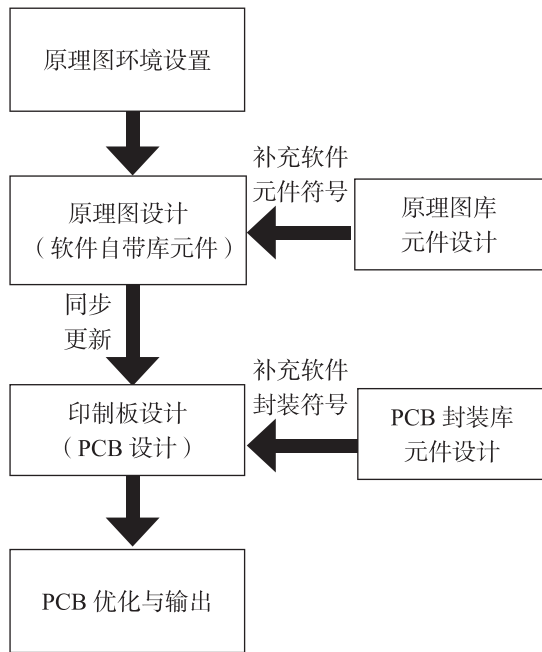 原理图环境设置
补充软件
元件符号
原理图设计
（软件自带库元件）
原理图库
元件设计
同步
更新
补充软件
封装符号
印制板设计
（PCB 设计）
PCB 封装库
元件设计
PCB 优化与输出